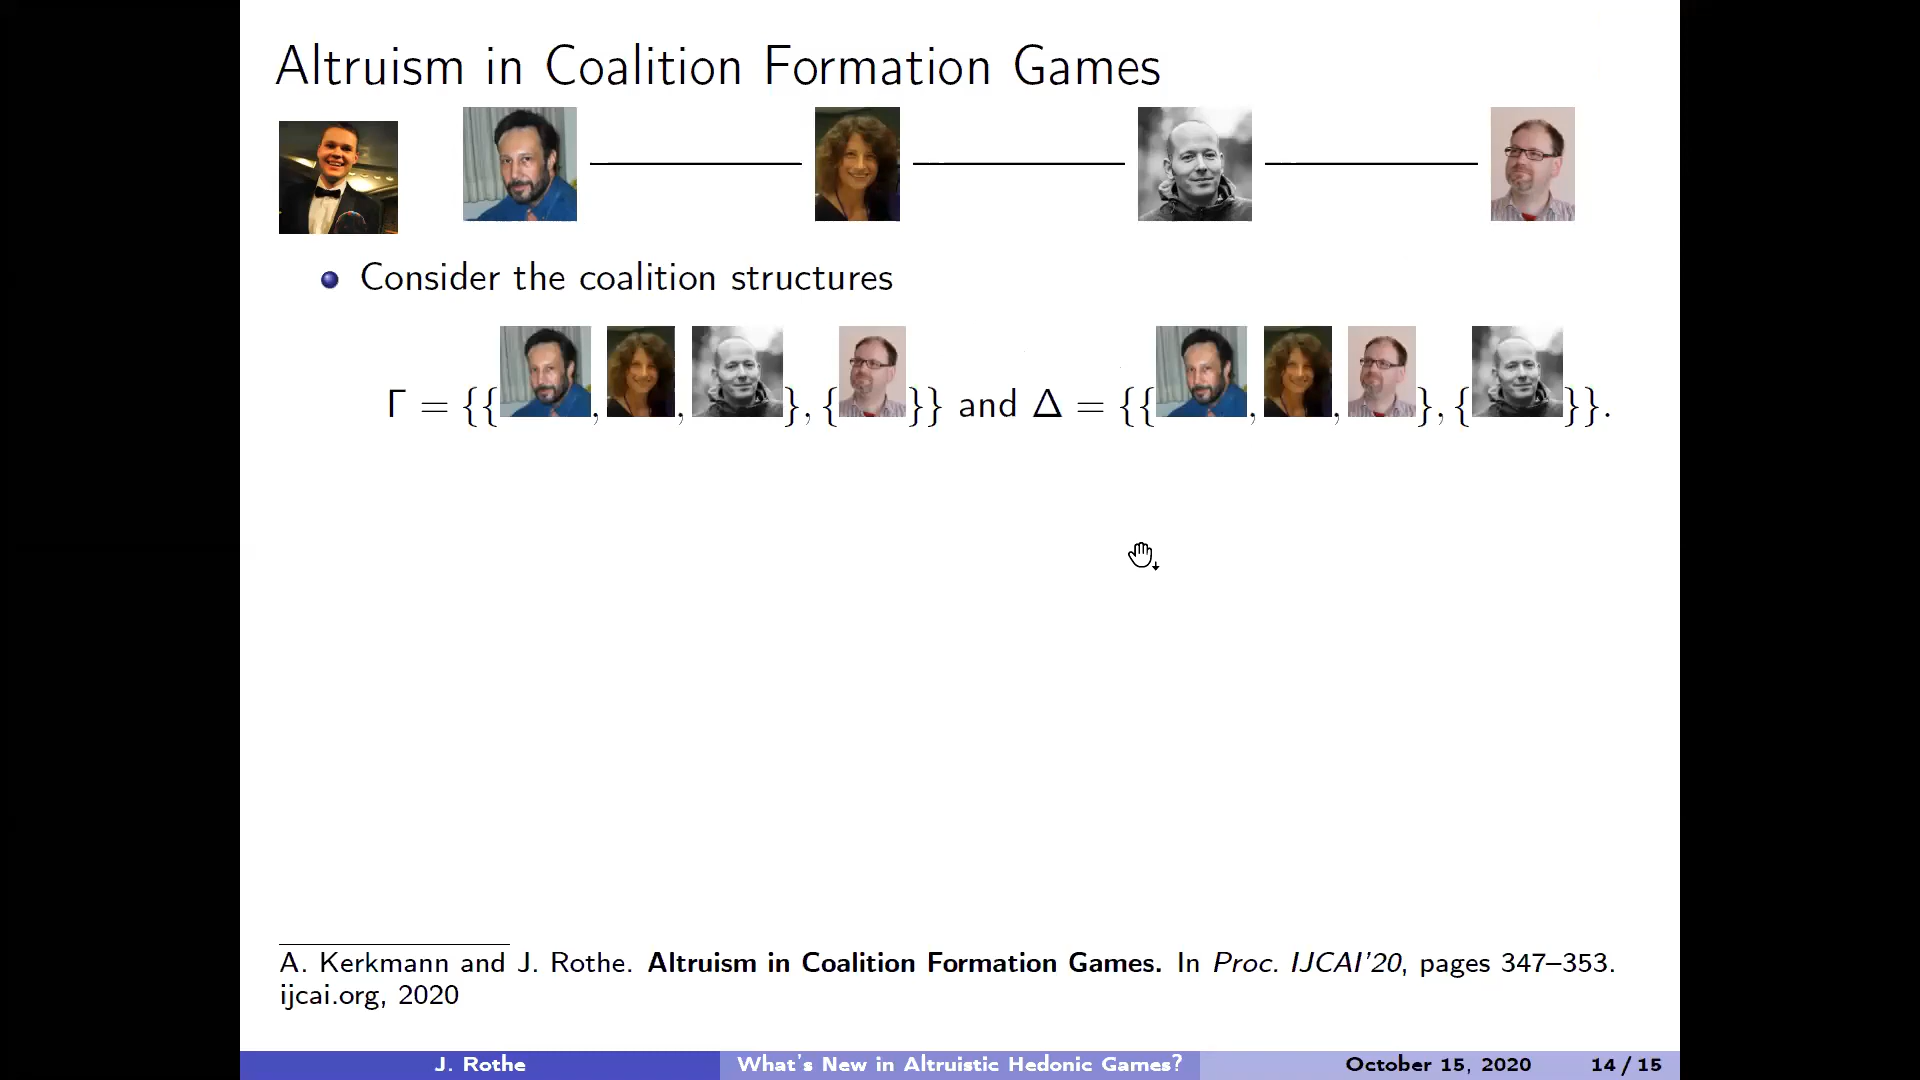 Altruism in Coalition Formation Games
Consider the coalition structures
Γ = {{ , , }, { }} and Δ = {{ , , }, { }}.
A. Kerkmann and J. Rothe. Altruism in Coalition Formation Games. In Proc. IJCAI'20, pages 347–353.
ijcai.org, 2020
J. Rothe What's New in Altruistic Hedonic Games? October 15, 2020 14 / 15